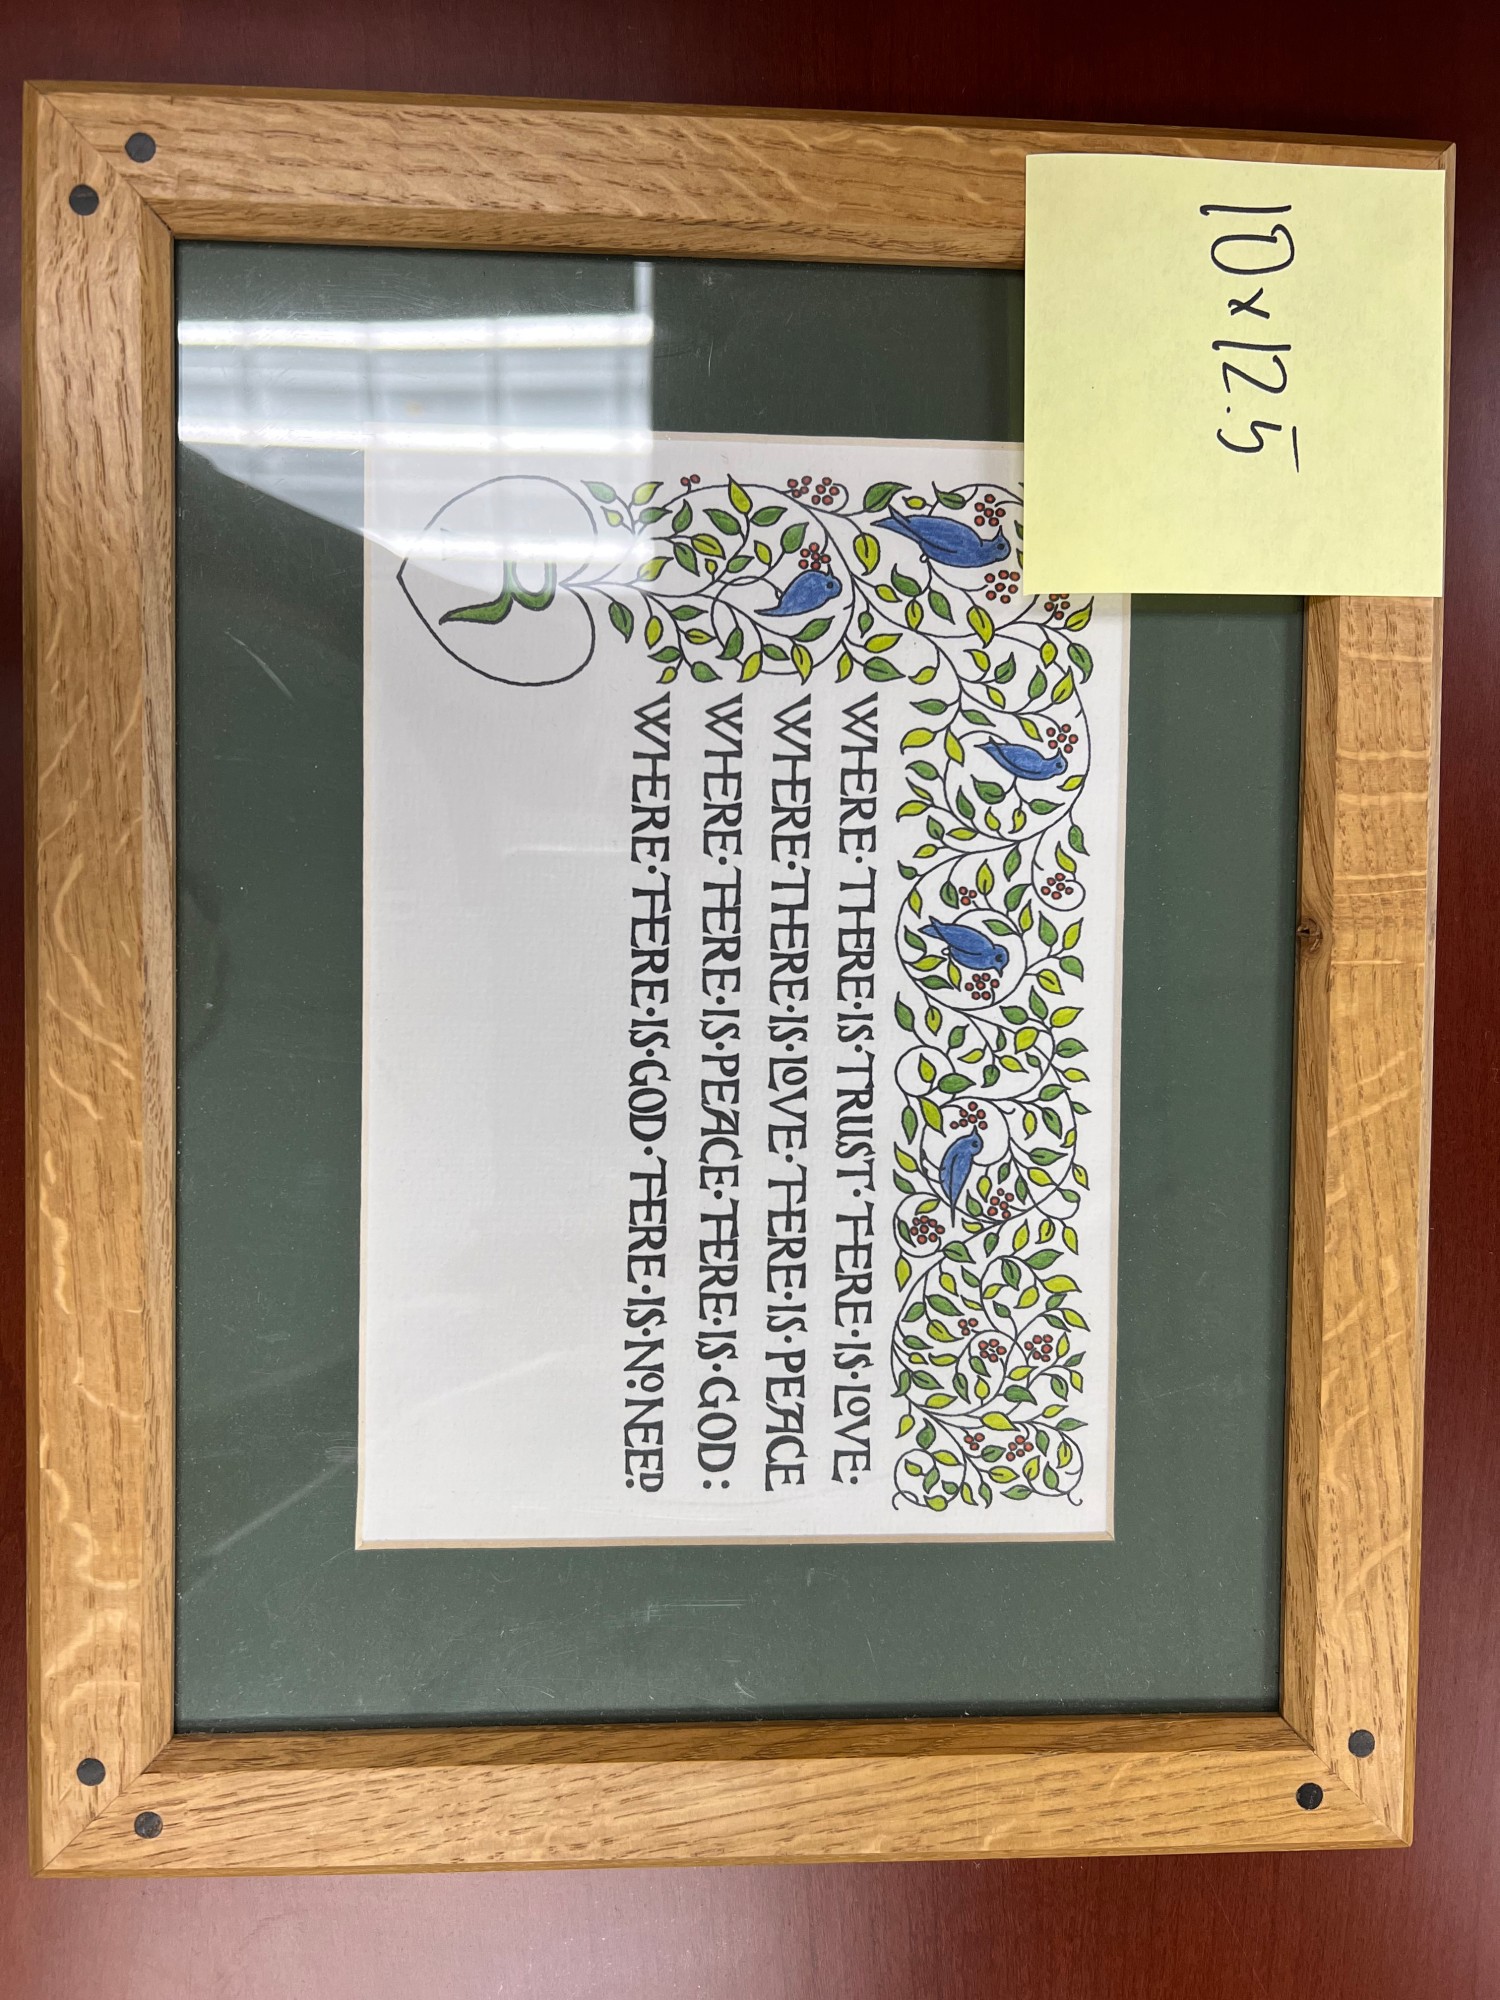 10x12.5
WHERE·THERE·IS·TRUST·THERE·IS·LOVE·
WHERE·THERE·IS·LOVE·THERE·IS·PEACE
WHERE·THERE·IS·PEACE·THERE·IS·GOD:
WHERE·THERE·IS·GOD·THERE·IS·NO·NEED: